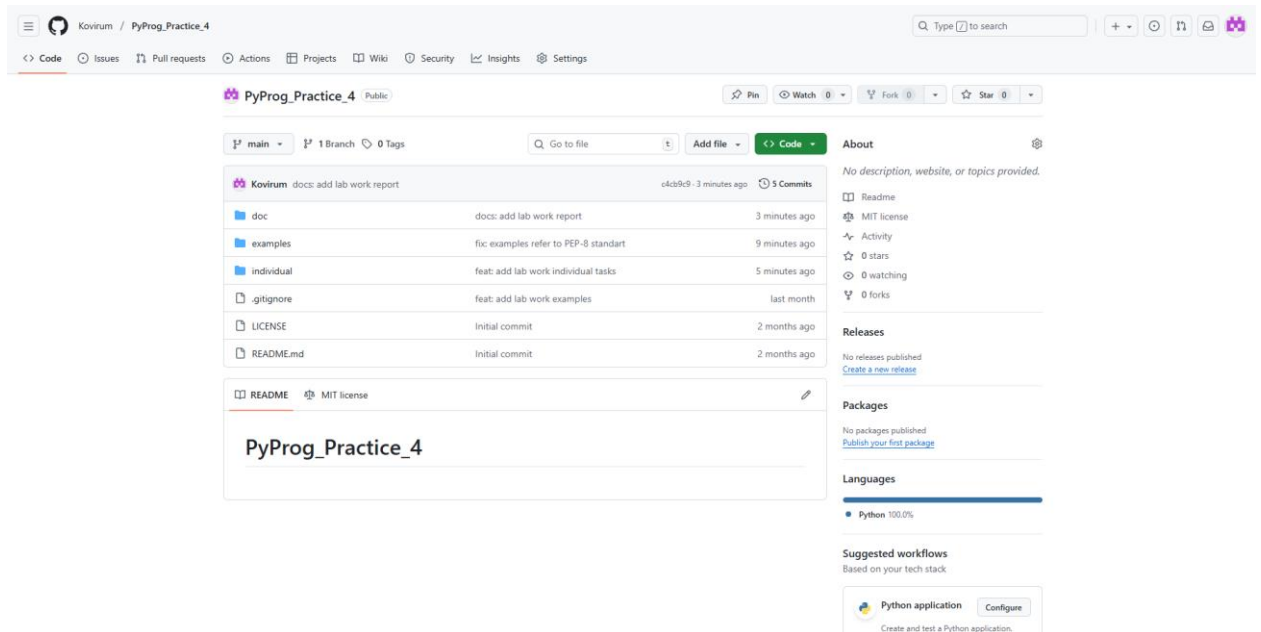 Kovirum / PyProg_Practice_4
Type / to search
Code Issues Pull requests Actions Projects Wiki Security Insights Settings
PyProg_Practice_4 Public
Pin Watch 0 Fork 0 Star 0
main 1 Branch 0 Tags
Go to file t Add file Code
Kovirum docs: add lab work report c4cb9c9 · 3 minutes ago 5 Commits
doc docs: add lab work report 3 minutes ago
examples fix: examples refer to PEP-8 standart 9 minutes ago
individual feat: add lab work individual tasks 5 minutes ago
.gitignore feat: add lab work examples last month
LICENSE Initial commit 2 months ago
README.md Initial commit 2 months ago
README MIT license
PyProg_Practice_4
About
No description, website, or topics provided.
Readme
MIT license
Activity
0 stars
0 watching
0 forks
Releases
No releases published
Create a new release
Packages
No packages published
Publish your first package
Languages
Python 100.0%
Suggested workflows
Based on your tech stack
Python application Configure
Create and test a Python application.